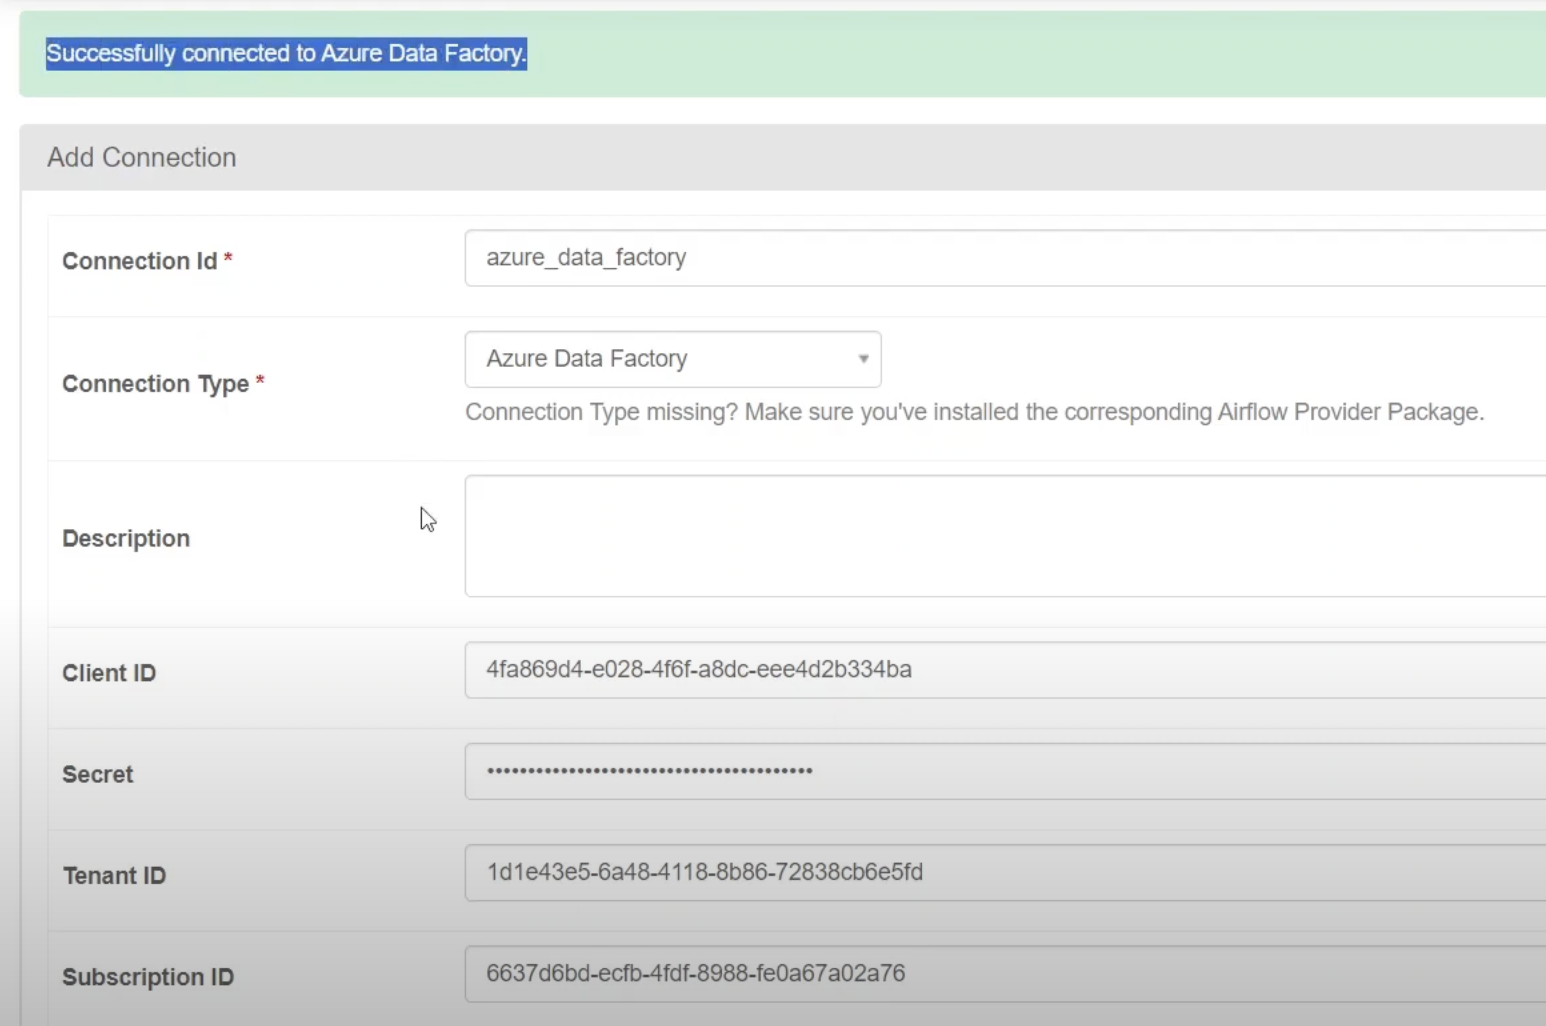 Successfully connected to Azure Data Factory.
Add Connection
Connection Id *
azure_data_factory
Connection Type *
Azure Data Factory
Connection Type missing? Make sure you've installed the corresponding Airflow Provider Package.
Description
Client ID
4fa869d4-e028-4f6f-a8dc-eee4d2b334ba
Secret
••••••••••••••••••••••••••••••••••••••••
Tenant ID
1d1e43e5-6a48-4118-8b86-72838cb6e5fd
Subscription ID
6637d6bd-ecfb-4fdf-8988-fe0a67a02a76